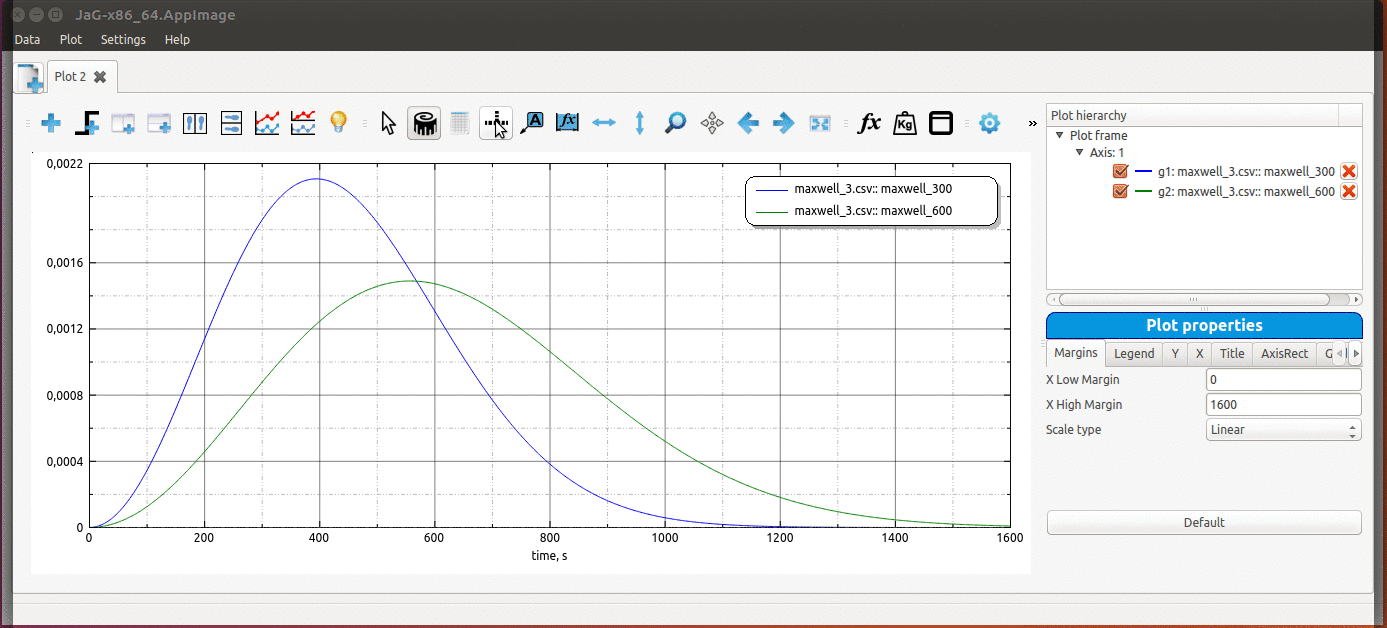 JaG-x86_64.AppImage
Data Plot Settings Help
Plot 2
A
fx
fx
Kg
»
0,0022
0,0016
0,0012
0,0008
0,0004
0
0 200 400 600 800 1000 1200 1400 1600
time, s
maxwell_3.csv:: maxwell_300
maxwell_3.csv:: maxwell_600
Plot hierarchy
Plot frame
Axis: 1
g1: maxwell_3.csv:: maxwell_300
g2: maxwell_3.csv:: maxwell_600
Plot properties
Margins Legend Y X Title AxisRect
X Low Margin 0
X High Margin 1600
Scale type Linear
Default